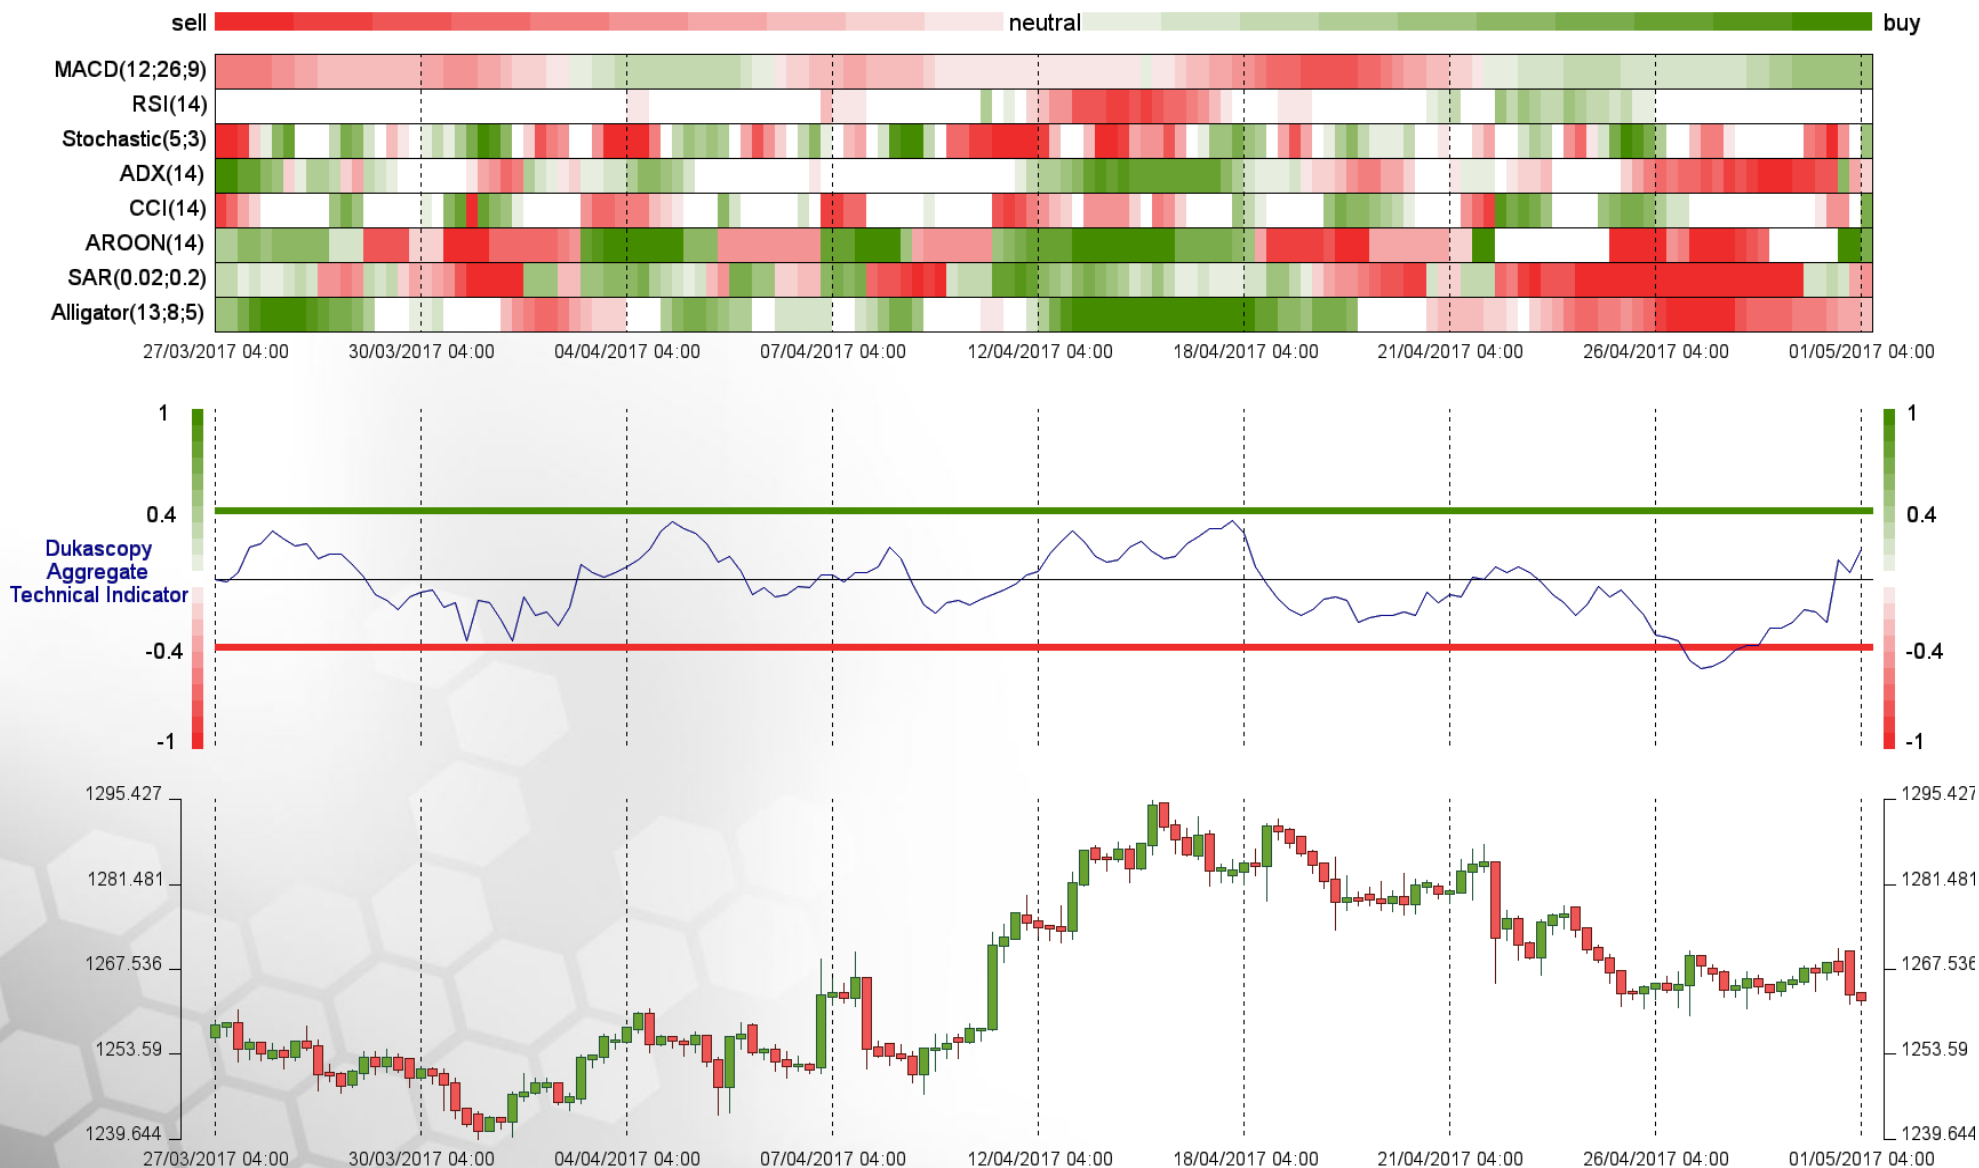 sell neutral buy
MACD(12;26;9)
RSI(14)
Stochastic(5;3)
ADX(14)
CCI(14)
AROON(14)
SAR(0.02;0.2)
Alligator(13;8;5)
27/03/2017 04:00 30/03/2017 04:00 04/04/2017 04:00 07/04/2017 04:00 12/04/2017 04:00 18/04/2017 04:00 21/04/2017 04:00 26/04/2017 04:00 01/05/2017 04:00
1 1
0.4 0.4
Dukascopy
Aggregate
Technical Indicator
-0.4 -0.4
-1 -1
1295.427 1295.427
1281.481 1281.481
1267.536 1267.536
1253.59 1253.59
1239.644 1239.644
27/03/2017 04:00 30/03/2017 04:00 04/04/2017 04:00 07/04/2017 04:00 12/04/2017 04:00 18/04/2017 04:00 21/04/2017 04:00 26/04/2017 04:00 01/05/2017 04:00